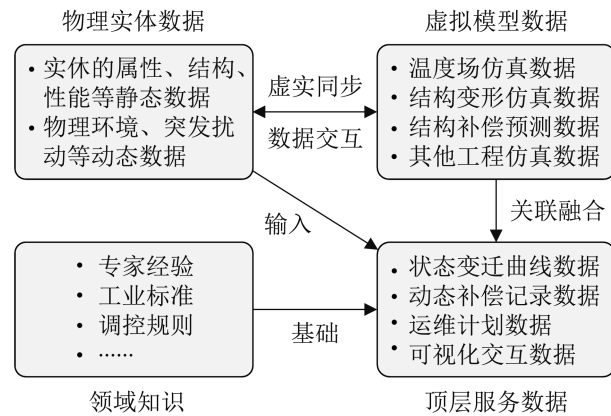 物理实体数据
虚拟模型数据
• 实休的属性、结构、
性能等静态数据
• 物理环境、突发扰
动等动态数据
虚实同步
数据交互
• 温度场仿真数据
• 结构变形仿真数据
• 结构补偿预测数据
• 其他工程仿真数据
输入
关联融合
• 专家经验
• 工业标准
• 调控规则
• ……
基础
• 状态变迁曲线数据
• 动态补偿记录数据
• 运维计划数据
• 可视化交互数据
领域知识
顶层服务数据